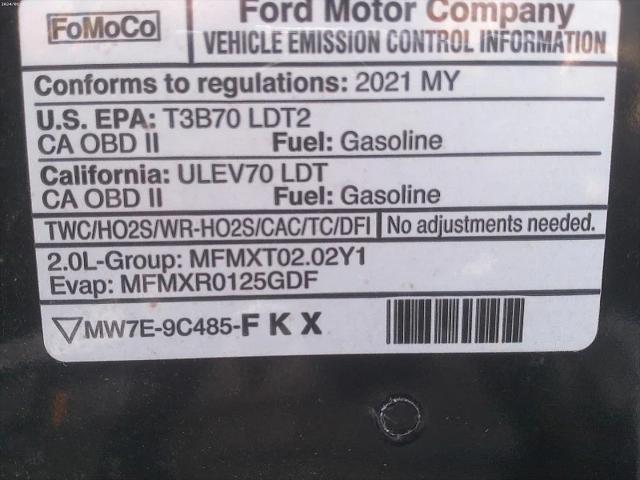 FoMoCo
Ford Motor Company
VEHICLE EMISSION CONTROL INFORMATION
Conforms to regulations: 2021 MY
U.S. EPA: T3B70 LDT2
CA OBD II Fuel: Gasoline
California: ULEV70 LDT
CA OBD II Fuel: Gasoline
TWC/HO2S/WR-HO2S/CAC/TC/DFI No adjustments needed.
2.0L-Group: MFMXT02.02Y1
Evap: MFMXR0125GDF
MW7E-9C485-F K X